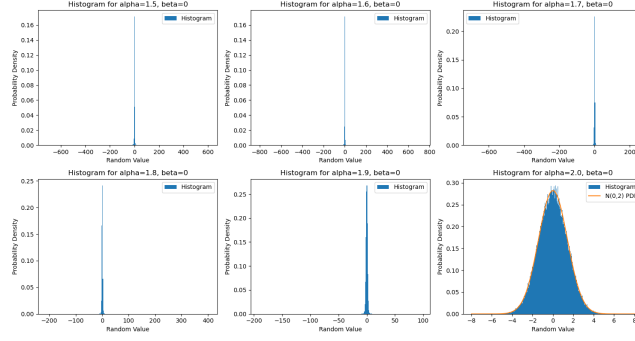 Histogram for alpha=1.5, beta=0
Histogram
Probability Density
0.16
0.14
0.12
0.10
0.08
0.06
0.04
0.02
0.00
−600 −400 −200 0 200 400 600
Random Value
Histogram for alpha=1.6, beta=0
Histogram
Probability Density
0.16
0.14
0.12
0.10
0.08
0.06
0.04
0.02
0.00
−600 −400 −200 0 200 400 600 800
Random Value
Histogram for alpha=1.7, beta=0
Histogram
Probability Density
0.20
0.15
0.10
0.05
0.00
−600 −400 −200 0 200
Random Value
Histogram for alpha=1.8, beta=0
Histogram
Probability Density
0.25
0.20
0.15
0.10
0.05
0.00
−200 −100 0 100 200 300 400
Random Value
Histogram for alpha=1.9, beta=0
Histogram
Probability Density
0.25
0.20
0.15
0.10
0.05
0.00
−200 −150 −100 −50 0 50 100
Random Value
Histogram for alpha=2.0, beta=0
Histogram
N(0,2) PDF
Probability Density
0.30
0.25
0.20
0.15
0.10
0.05
0.00
−8 −6 −4 −2 0 2 4 6 8
Random Value